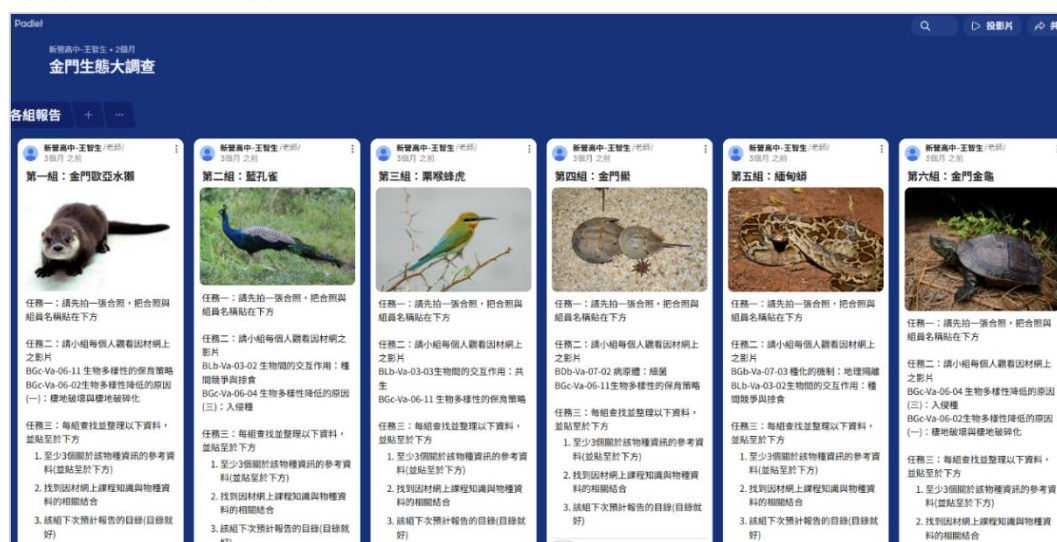 Padlet
投影片
新營高中-王智生 • 2個月
金門生態大調查
各組報告
新營高中-王智生/老師/
3個月 之前
第一組：金門歐亞水獺
任務一：請先拍一張合照，把合照與
組員名稱貼在下方
任務二：請小組每個人觀看因材網上
之影片
BGc-Va-06-11 生物多樣性的保育策略
BGc-Va-06-02生物多樣性降低的原因
(一)：棲地破壞與棲地破碎化
任務三：每組查找並整理以下資料，
並貼至於下方
1. 至少3個關於該物種資訊的參考資
料(並貼至於下方)
2. 找到因材網上課程知識與物種資
料的相關結合
3. 該組下次預計報告的目錄(目錄就
好)
新營高中-王智生/老師/
3個月 之前
第二組：藍孔雀
任務一：請先拍一張合照，把合照與
組員名稱貼在下方
任務二：請小組每個人觀看因材網之
影片
BLb-Va-03-02 生物間的交互作用：種
間競爭與掠食
BGc-Va-06-04 生物多樣性降低的原因
(三)：入侵種
任務三：每組查找並整理以下資料，
並貼至於下方
1. 至少3個關於該物種資訊的參考資
料(並貼至於下方)
2. 找到因材網上課程知識與物種資
料的相關結合
3. 該組下次預計報告的目錄(目錄就
新營高中-王智生/老師/
3個月 之前
第三組：栗喉蜂虎
任務一：請先拍一張合照，把合照與
組員名稱貼在下方
任務二：請小組每個人觀看因材網上
之影片
BLb-Va-03-03生物間的交互作用：共
生
BGc-Va-06-11 生物多樣性的保育策略
任務三：每組查找並整理以下資料，
並貼至於下方
1. 至少3個關於該物種資訊的參考資
料(並貼至於下方)
2. 找到因材網上課程知識與物種資
料的相關結合
3. 該組下次預計報告的目錄(目錄就
好)
新營高中-王智生/老師/
3個月 之前
第四組：金門鱟
任務一：請先拍一張合照，把合照與
組員名稱貼在下方
任務二：請小組每個人觀看因材網上
之影片
BDb-Va-07-02 病原體：細菌
BGc-Va-06-11生物多樣性的保育策略
任務三：每組查找並整理以下資料，
並貼至於下方
1. 至少3個關於該物種資訊的參考資
料(並貼至於下方)
2. 找到因材網上課程知識與物種資
料的相關結合
3. 該組下次預計報告的目錄(目錄就
好)
新營高中-王智生/老師/
3個月 之前
第五組：緬甸蟒
任務一：請先拍一張合照，把合照與
組員名稱貼在下方
任務二：請小組每個人觀看因材網上
之影片
BGb-Va-07-03 種化的機制：地理隔離
BLb-Va-03-02生物間的交互作用：種
間競爭與掠食
任務三：每組查找並整理以下資料，
並貼至於下方
1. 至少3個關於該物種資訊的參考資
料(並貼至於下方)
2. 找到因材網上課程知識與物種資
料的相關結合
3. 該組下次預計報告的目錄(目錄就
好)
新營高中-王智生/老師/
3個月 之前
第六組：金門金龜
任務一：請先拍一張合照，把合照與
組員名稱貼在下方
任務二：請小組每個人觀看因材網上
之影片
BGc-Va-06-04 生物多樣性降低的原因
(三)：入侵種
BGc-Va-06-02生物多樣性降低的原因
(一)：棲地破壞與棲地破碎化
任務三：每組查找並整理以下資料，
並貼至於下方
1. 至少3個關於該物種資訊的參考資
料(並貼至於下方)
2. 找到因材網上課程知識與物種資
料的相關結合